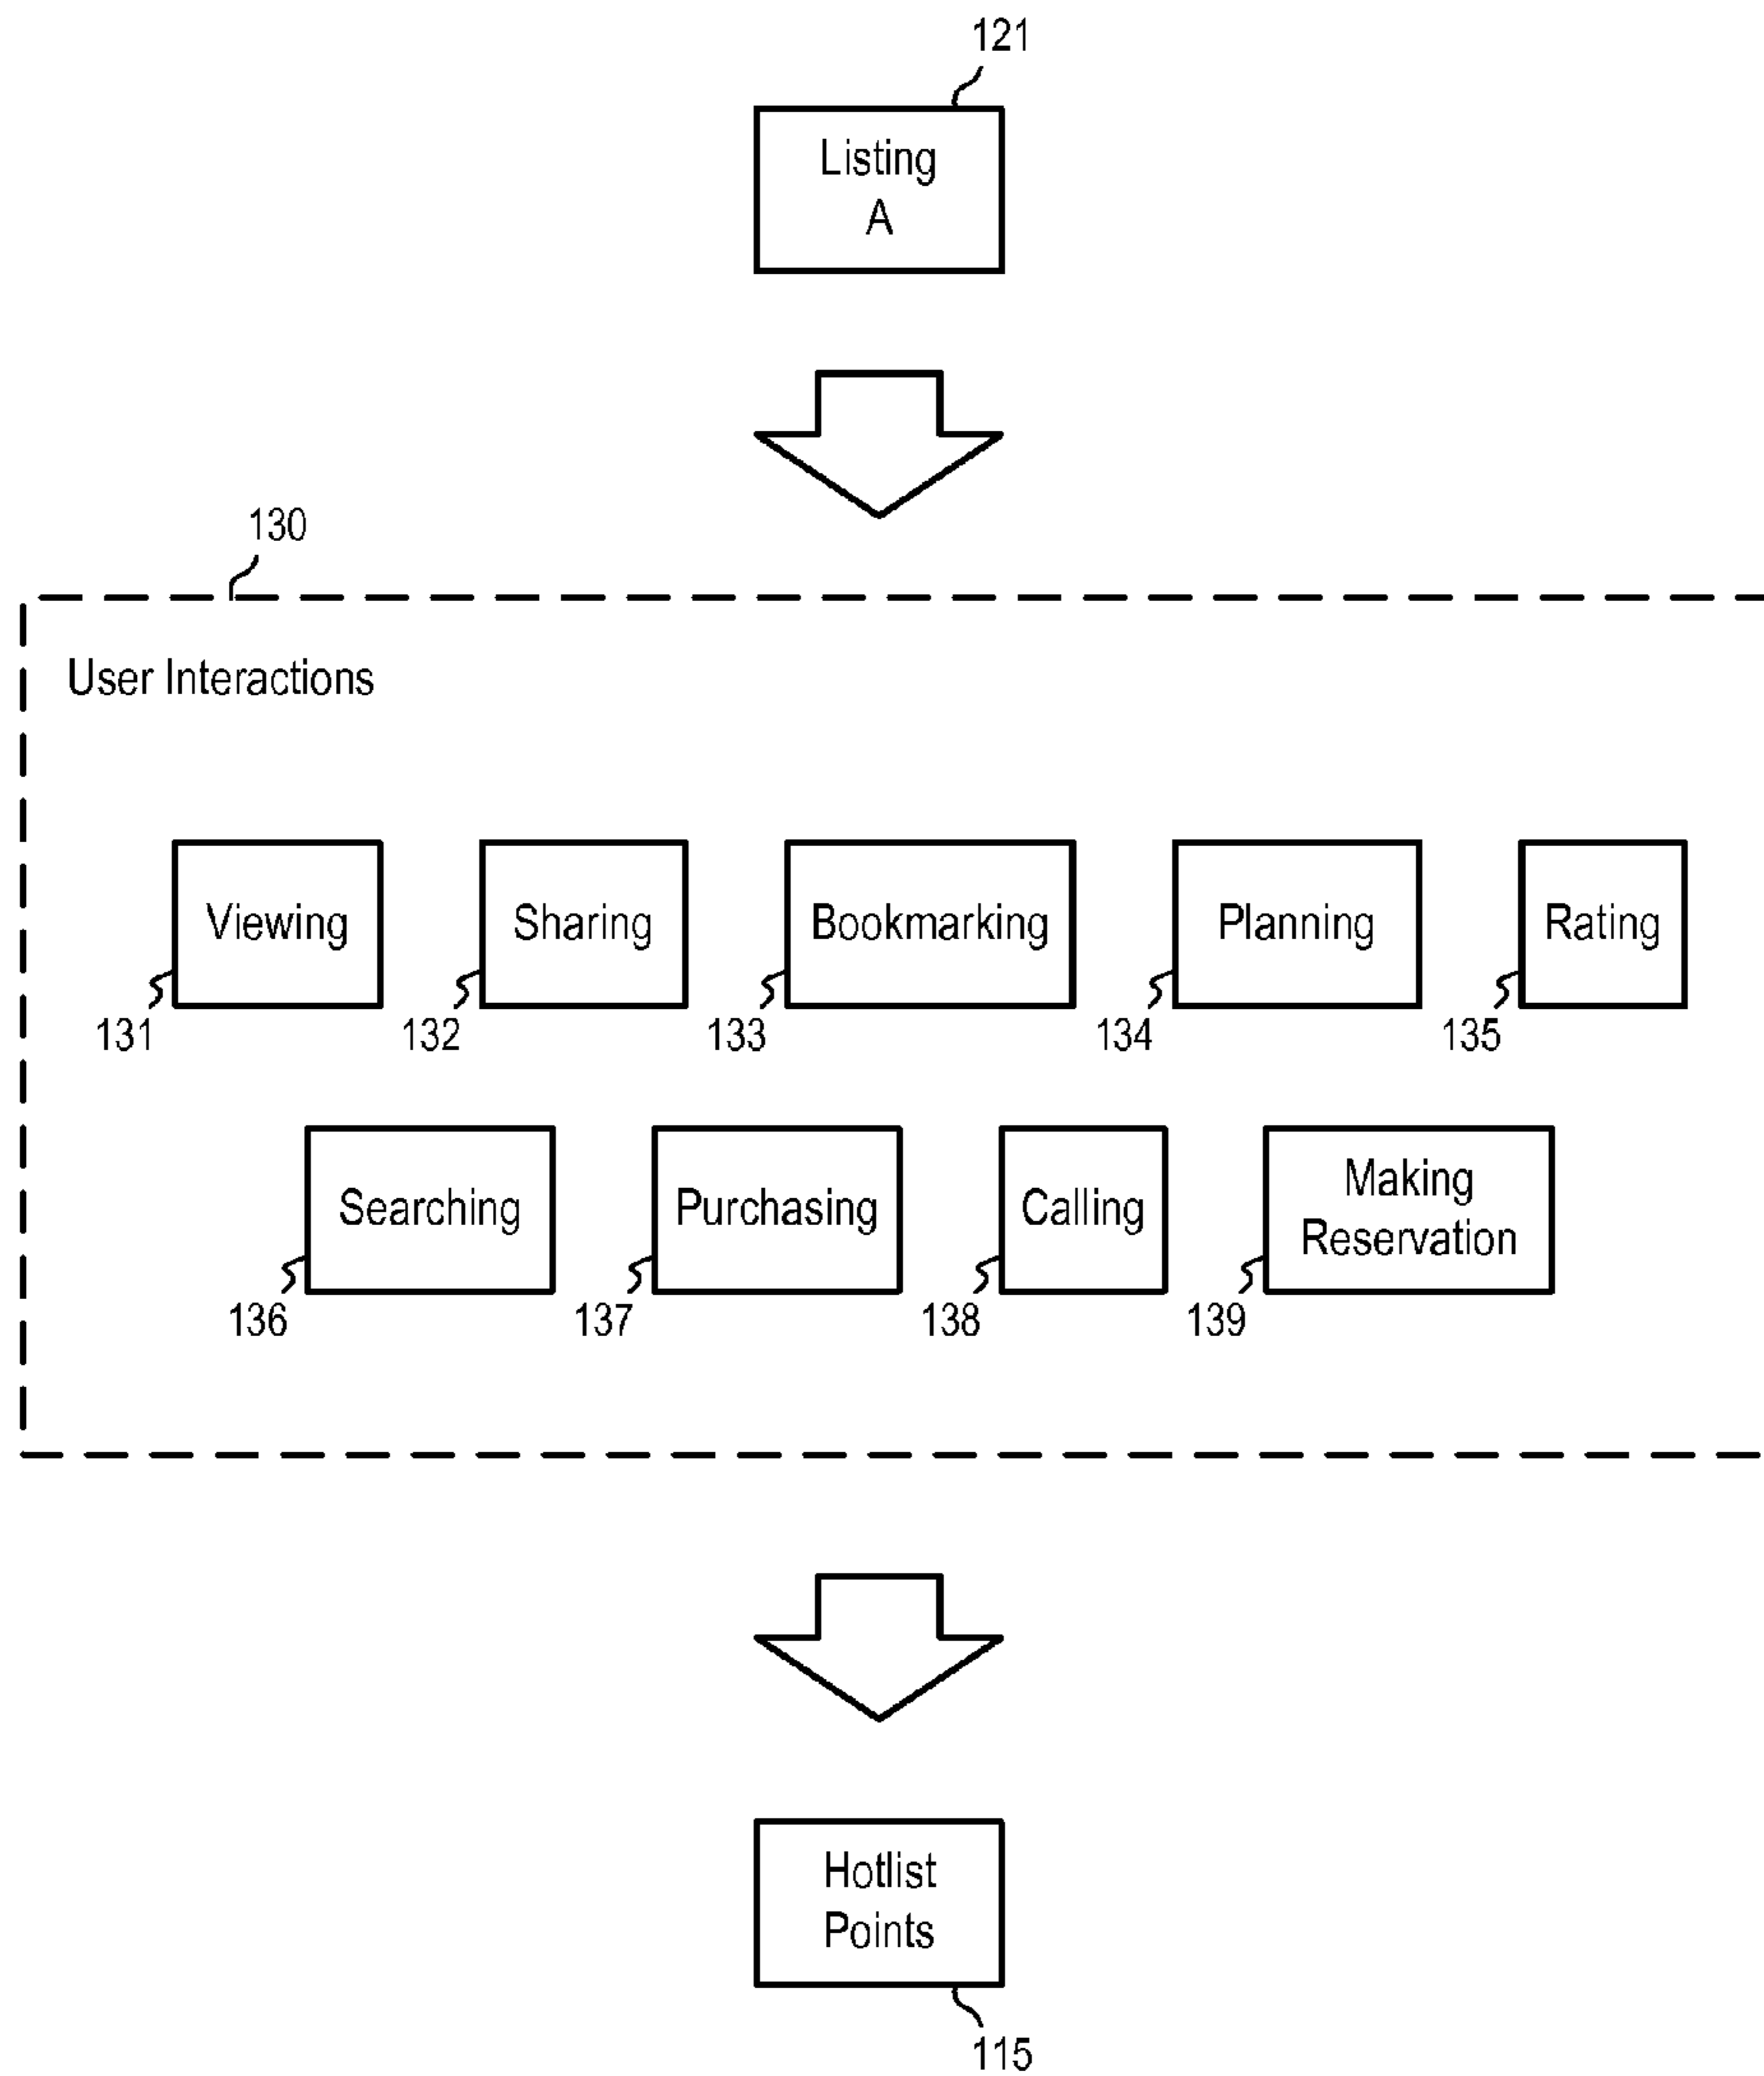 121
Listing
A
130
User Interactions
Viewing
Sharing
Bookmarking
Planning
Rating
131
132
133
134
135
Searching
Purchasing
Calling
Making
Reservation
136
137
138
139
Hotlist
Points
115